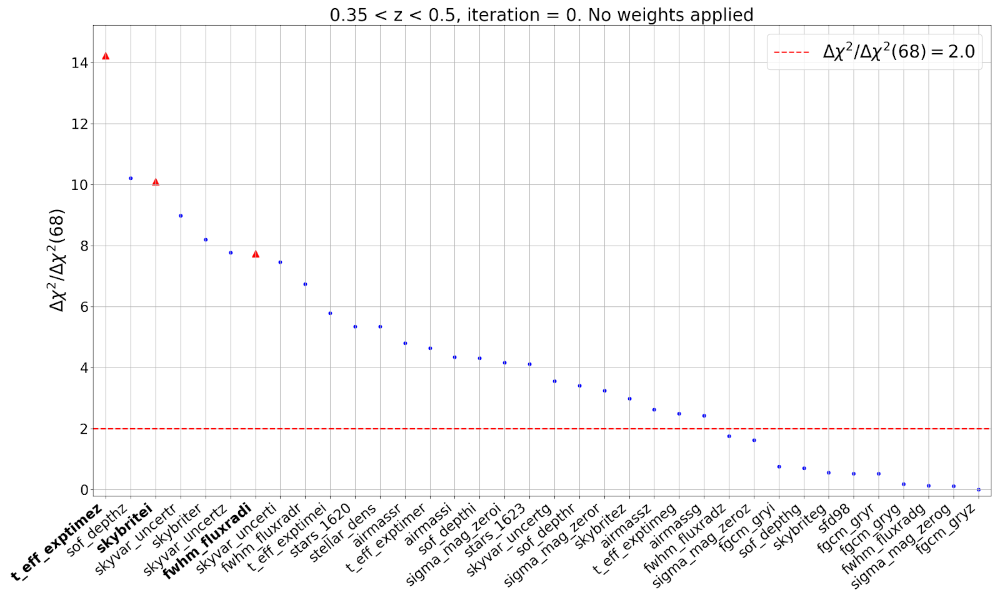 0.35 < z < 0.5, iteration = 0. No weights applied
Δχ²/Δχ²(68) = 2.0
Δχ²/Δχ²(68)
14
12
10
8
6
4
2
0
t_eff_exptimez
sof_depthz
skybritei
skyvar_uncertr
skybriter
skyvar_uncertz
fwhm_fluxradi
skyvar_uncerti
fwhm_fluxradr
t_eff_exptimei
stars_1620
stellar_dens
airmassr
t_eff_exptimer
airmassi
sof_depthi
sigma_mag_zeroi
stars_1623
skyvar_uncertg
sof_depthr
sigma_mag_zeror
skybritez
airmassz
t_eff_exptimeg
airmassg
fwhm_fluxradz
sigma_mag_zeroz
fgcm_gryi
sof_depthg
skybriteg
sfd98
fgcm_gryr
fgcm_gryg
fwhm_fluxradg
sigma_mag_zerog
fgcm_gryz